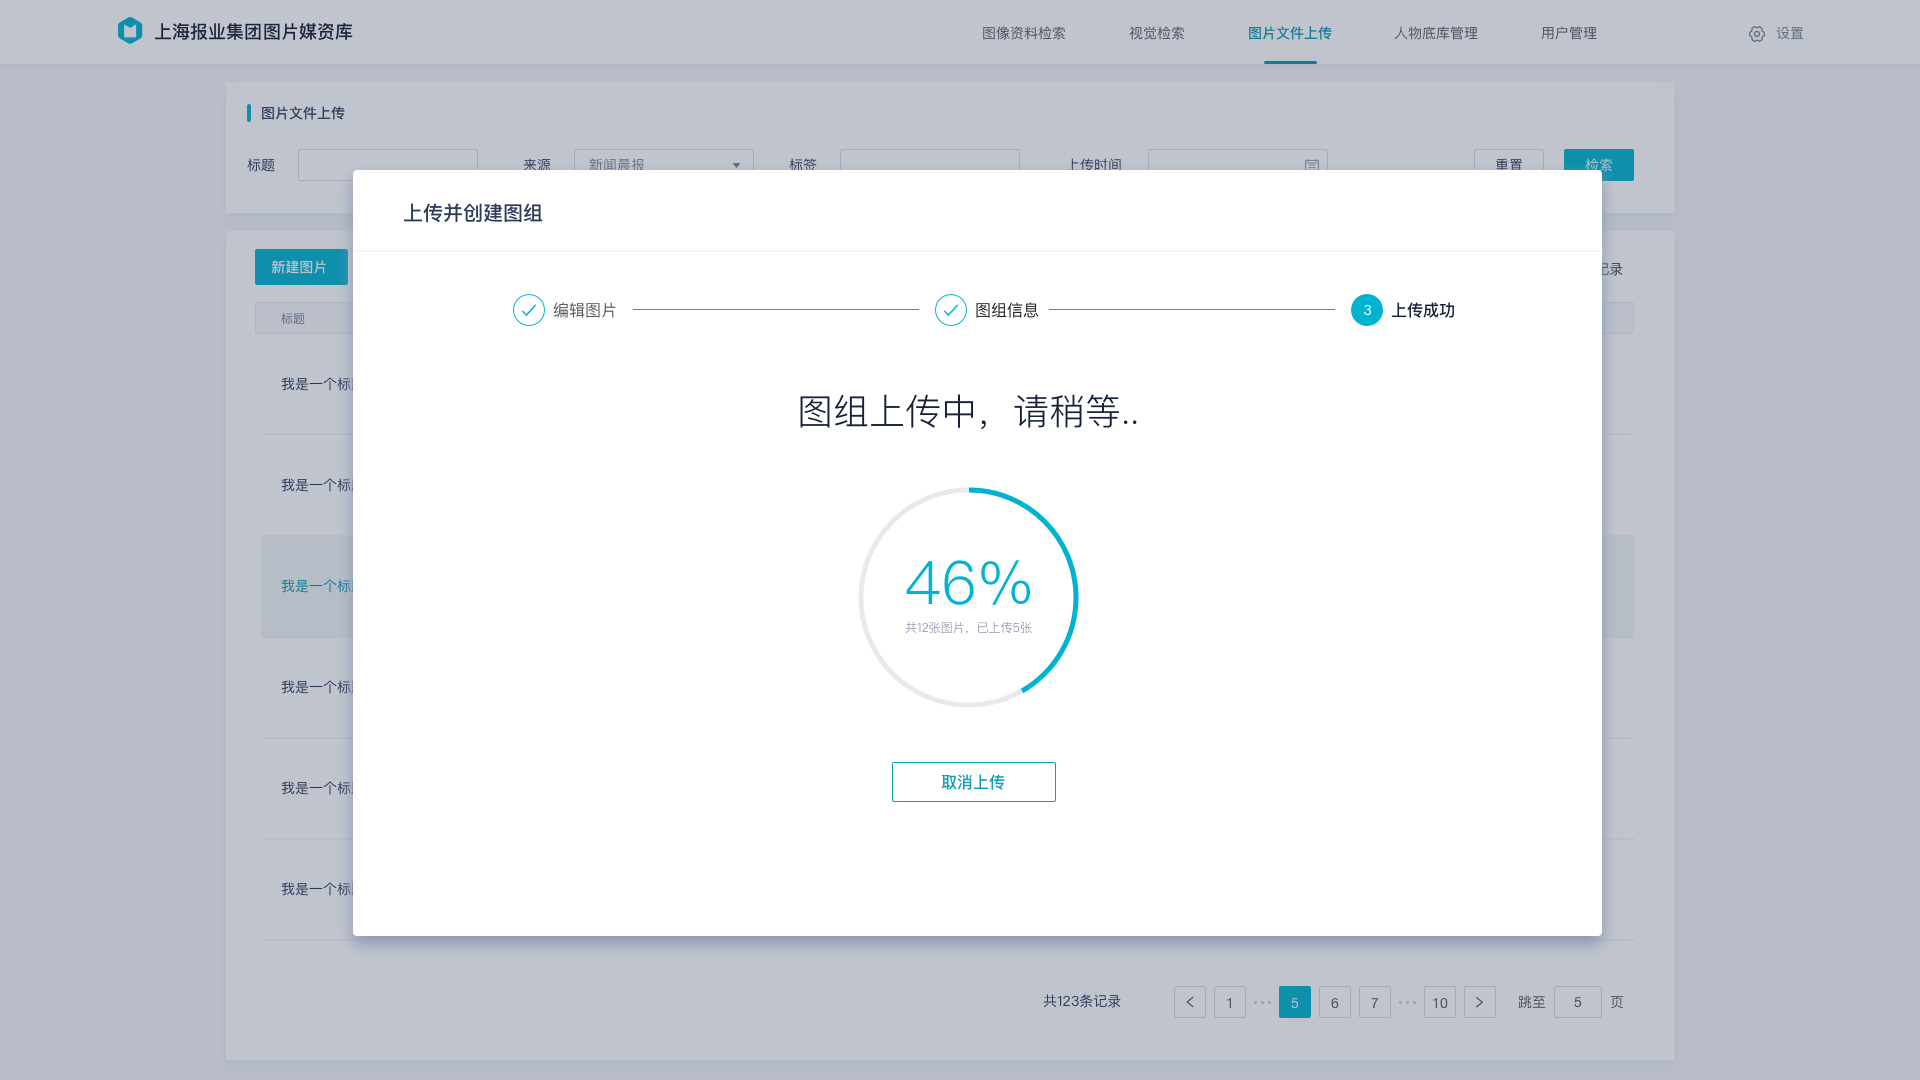 上海报业集团图片媒资库
图像资料检索
视觉检索
图片文件上传
人物底库管理
用户管理
设置
图片文件上传
标题
来源
新闻晨报
标签
上传时间
重置
检索
上传并创建图组
新建图片
记录
编辑图片
图组信息
3
上传成功
标题
我是一个标
图组上传中，请稍等..
我是一个标
46%
共12张图片，已上传5张
我是一个标
我是一个标
取消上传
我是一个标
我是一个标
共123条记录
1
5
6
7
10
跳至
5
页